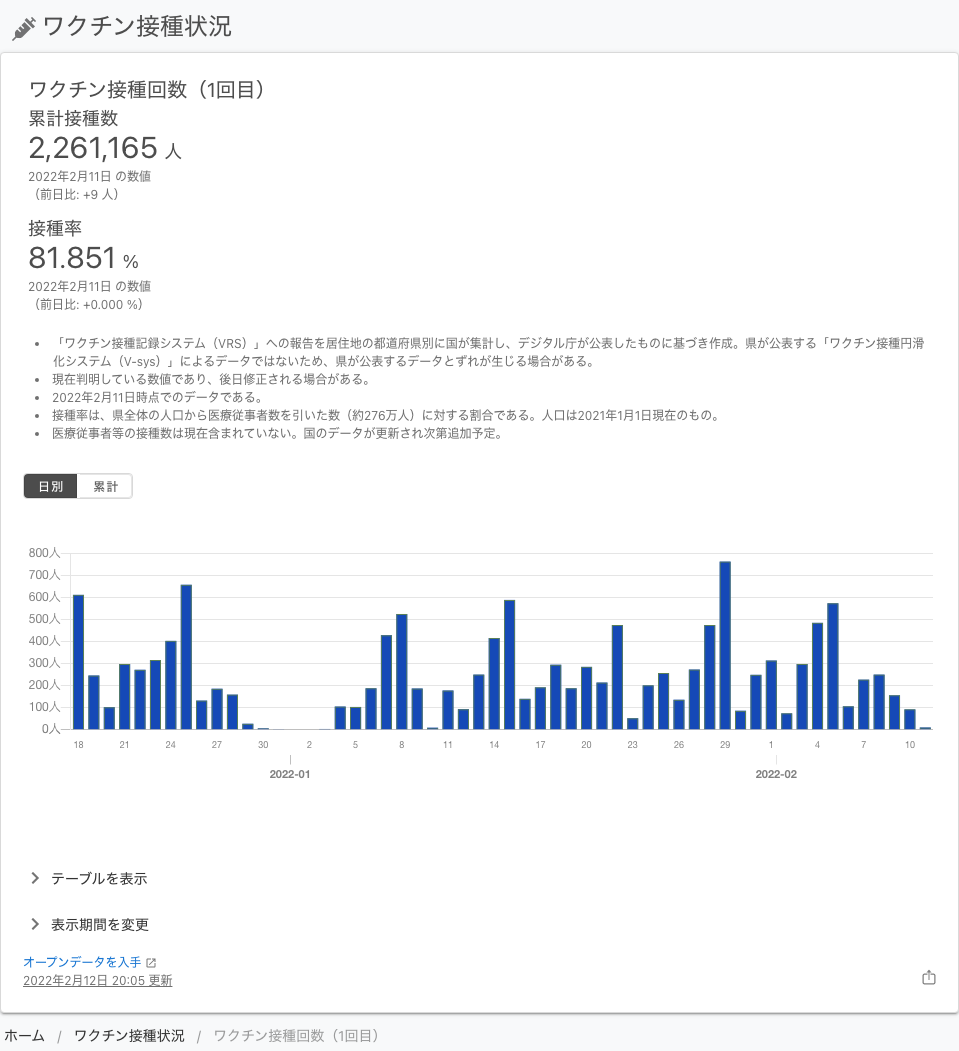 ワクチン接種状況
ワクチン接種回数（1回目）
累計接種数
2,261,165 人
2022年2月11日 の数値
（前日比: +9 人）
接種率
81.851 %
2022年2月11日 の数値
（前日比: +0.000 %）
• 「ワクチン接種記録システム（VRS）」への報告を居住地の都道府県別に国が集計し、デジタル庁が公表したものに基づき作成。県が公表する「ワクチン接種円滑
化システム（V-sys）」によるデータではないため、県が公表するデータとずれが生じる場合がある。
• 現在判明している数値であり、後日修正される場合がある。
• 2022年2月11日時点でのデータである。
• 接種率は、県全体の人口から医療従事者数を引いた数（約276万人）に対する割合である。人口は2021年1月1日現在のもの。
• 医療従事者等の接種数は現在含まれていない。国のデータが更新され次第追加予定。
日別 累計
800人
700人
600人
500人
400人
300人
200人
100人
0人
18 21 24 27 30 2 5 8 11 14 17 20 23 26 29 1 4 7 10
2022-01 2022-02
テーブルを表示
表示期間を変更
オープンデータを入手
2022年2月12日 20:05 更新
ホーム / ワクチン接種状況 / ワクチン接種回数（1回目）